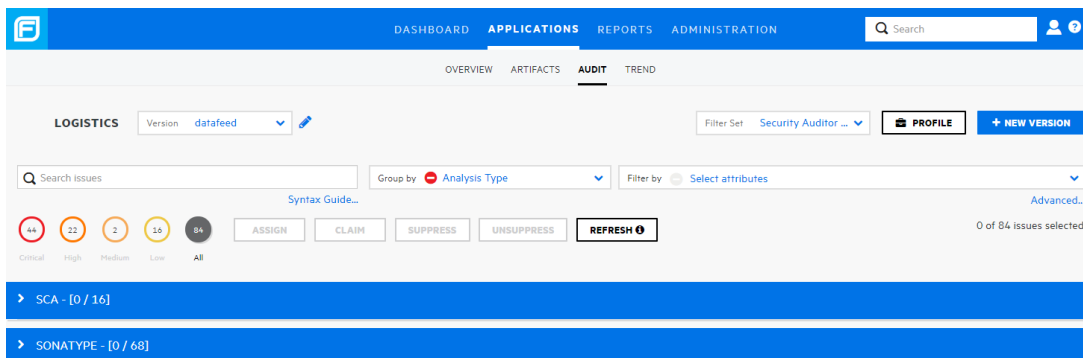 DASHBOARD APPLICATIONS REPORTS ADMINISTRATION Search
OVERVIEW ARTIFACTS AUDIT TREND
LOGISTICS Version datafeed Filter Set Security Auditor ... PROFILE + NEW VERSION
Search issues Group by Analysis Type Filter by Select attributes
Syntax Guide... Advanced..
44 22 2 16 84 ASSIGN CLAIM SUPPRESS UNSUPPRESS REFRESH 0 of 84 issues selected
Critical High Medium Low All
SCA - [0 / 16]
SONATYPE - [0 / 68]